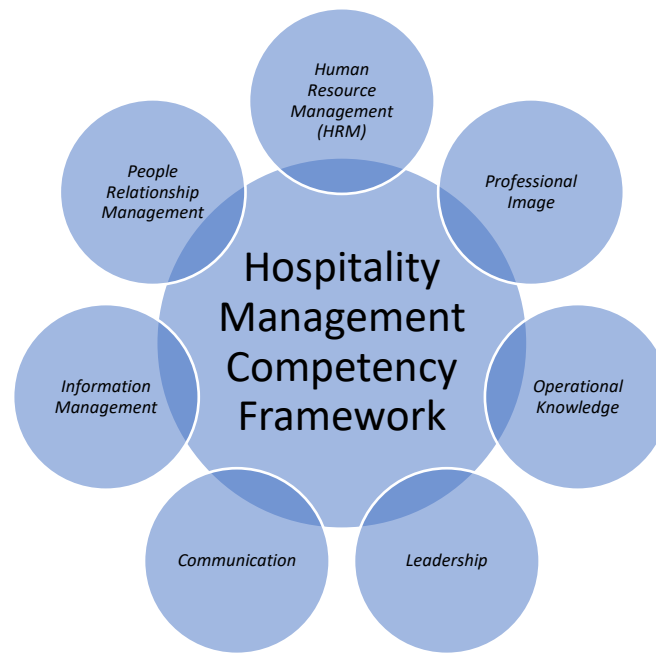 Human
Resource
Management
(HRM)
Professional
Image
Operational
Knowledge
Leadership
Communication
Information
Management
People
Relationship
Management
Hospitality
Management
Competency
Framework